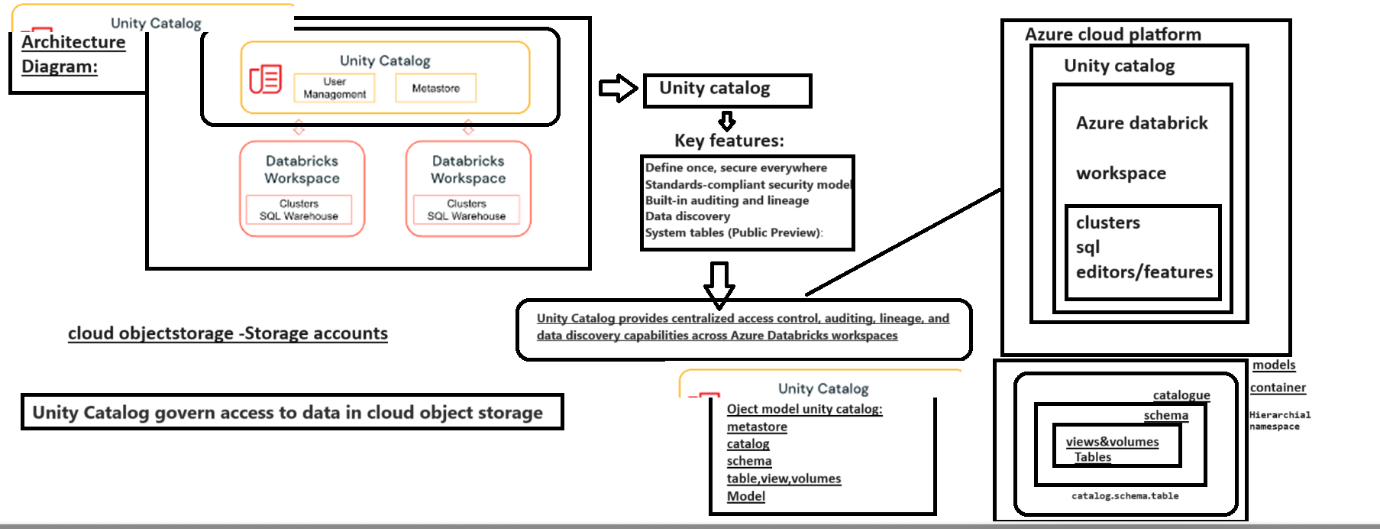 Unity Catalog
Architecture
Diagram:
Unity Catalog
User
Management
Metastore
Databricks
Workspace
Clusters
SQL Warehouse
Databricks
Workspace
Clusters
SQL Warehouse
Unity catalog
Key features:
Define once, secure everywhere
Standards-compliant security model
Built-in auditing and lineage
Data discovery
System tables (Public Preview):
Unity Catalog provides centralized access control, auditing, lineage, and
data discovery capabilities across Azure Databricks workspaces
cloud objectstorage -Storage accounts
Unity Catalog govern access to data in cloud object storage
Unity Catalog
Oject model unity catalog:
metastore
catalog
schema
table,view,volumes
Model
Azure cloud platform
Unity catalog
Azure databrick
workspace
clusters
sql
editors/features
models
container
Hierarchial
namespace
catalogue
schema
views&volumes
Tables
catalog.schema.table